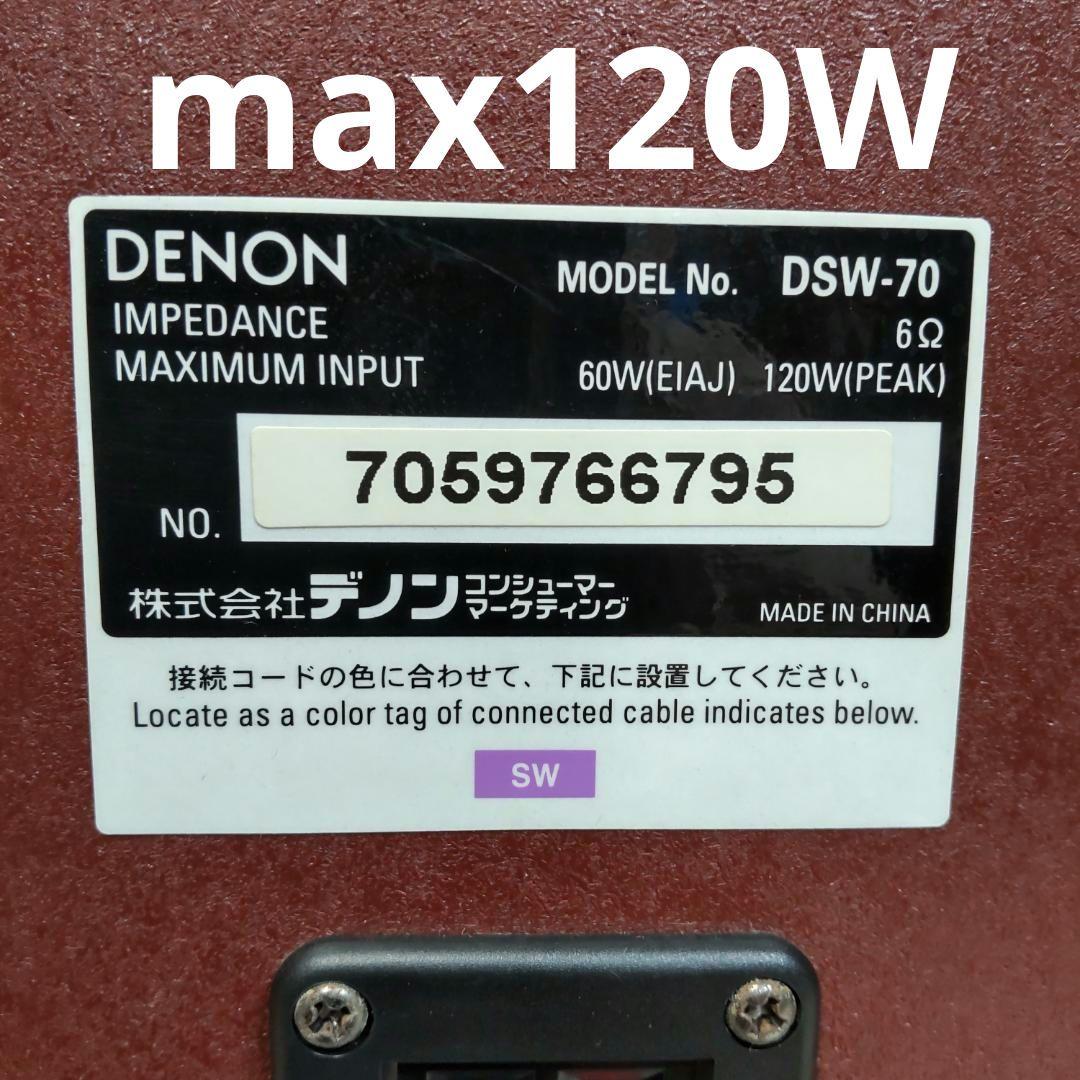 max120W
DENON
MODEL No. DSW-70
IMPEDANCE 6Ω
MAXIMUM INPUT 60W(EIAJ) 120W(PEAK)
7059766795
NO.
株式会社デノン コンシューマー
マーケティング
MADE IN CHINA
接続コードの色に合わせて、下記に設置してください。
Locate as a color tag of connected cable indicates below.
SW